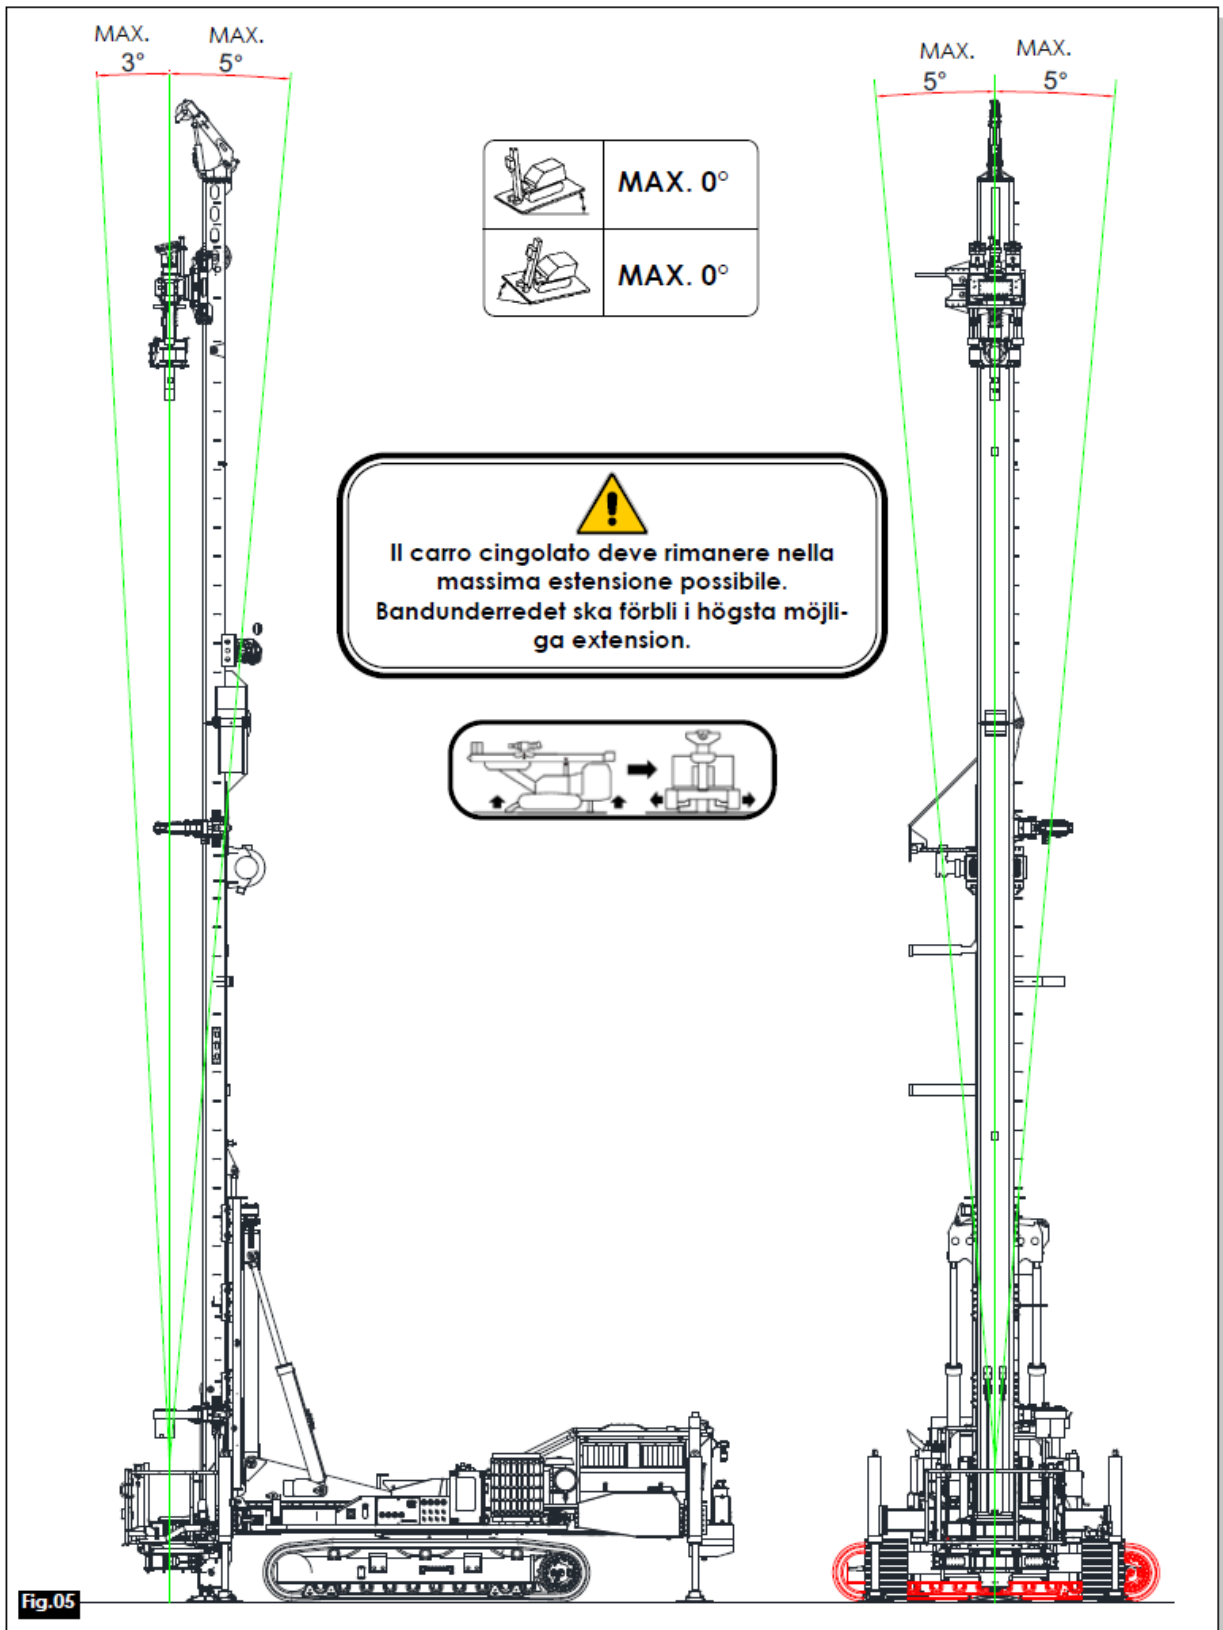 MAX.
3°
MAX.
5°
MAX.
5°
MAX.
5°
MAX. 0°
MAX. 0°
Il carro cingolato deve rimanere nella
massima estensione possibile.
Bandunderredet ska förbli i högsta möjli-
ga extension.
Fig.05